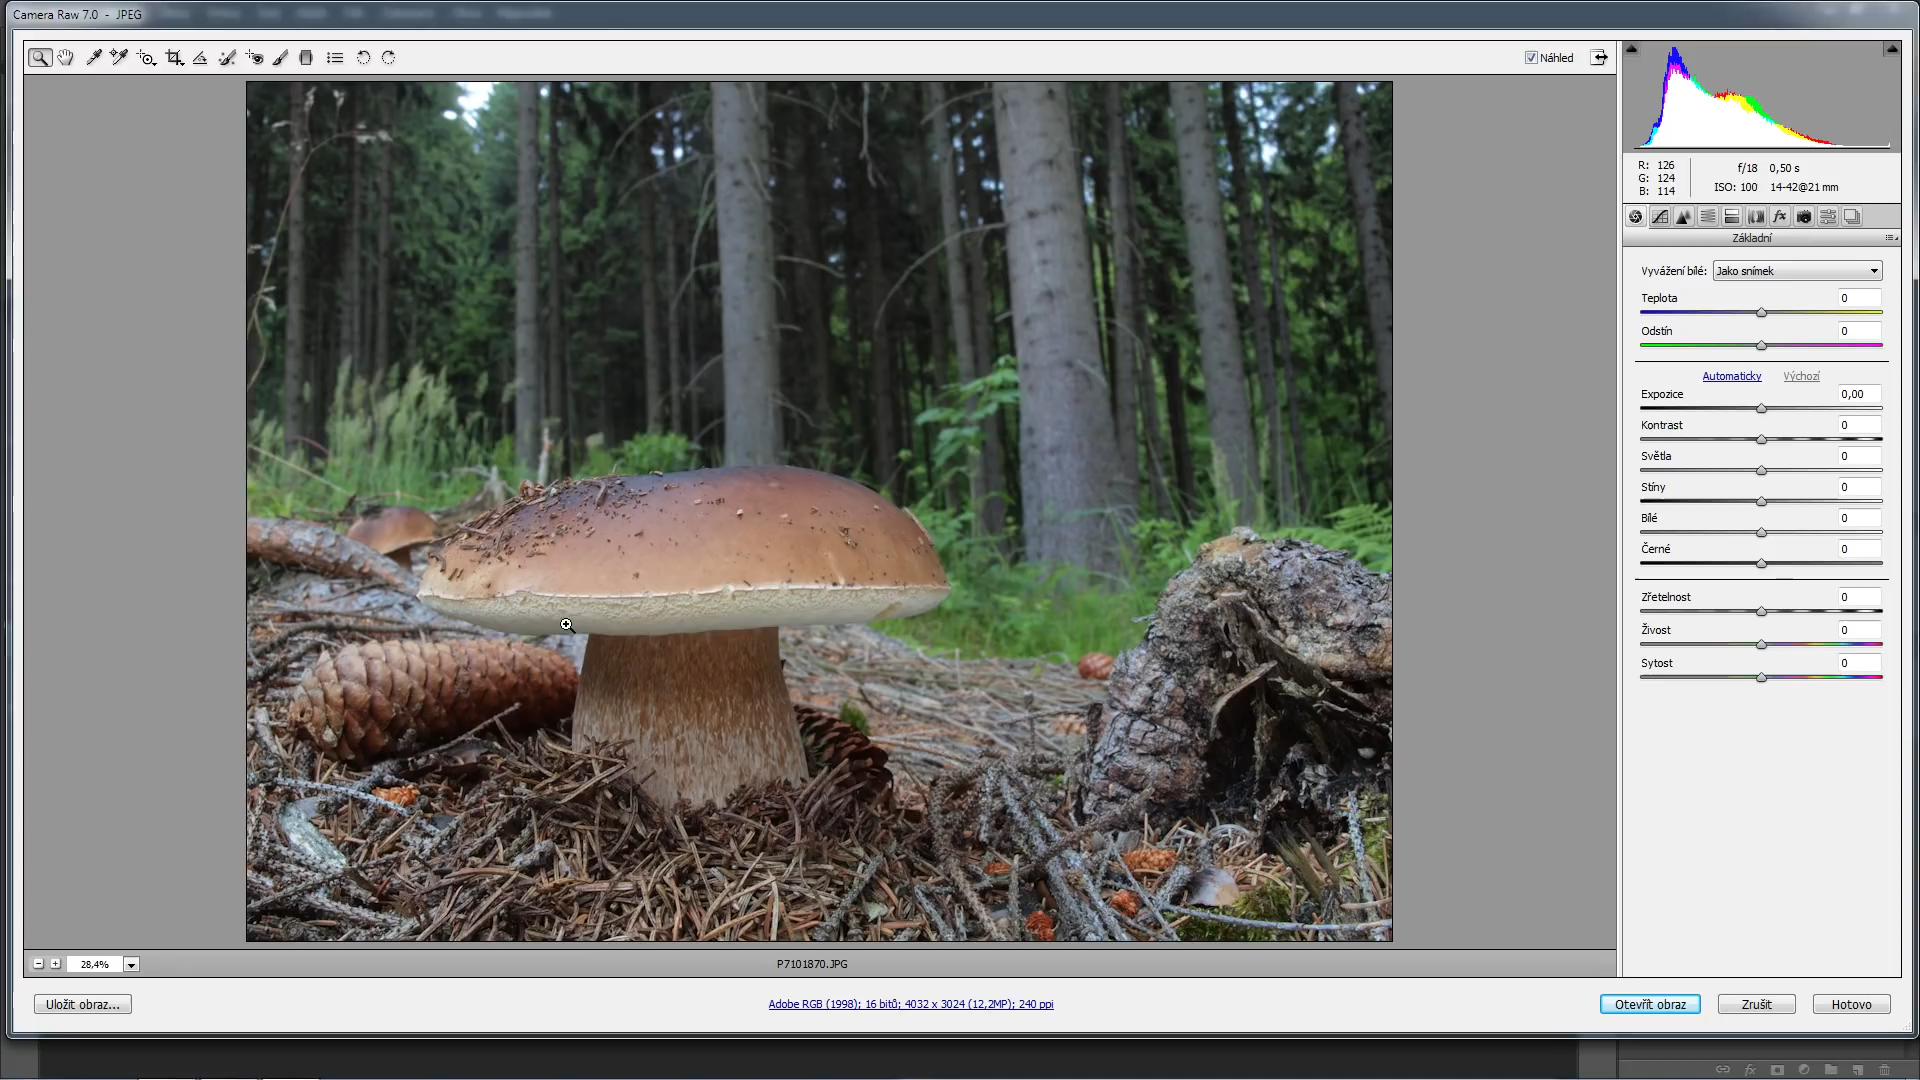 Camera Raw 7.0 - JPEG
Náhled
R: 126
G: 124
B: 114
f/18 0,50 s
ISO: 100 14-42@21 mm
Základní
Vyvážení bílé: Jako snímek
Teplota 0
Odstín 0
Automaticky Výchozí
Expozice 0,00
Kontrast 0
Světla 0
Stíny 0
Bílé 0
Černé 0
Zřetelnost 0
Živost 0
Sytost 0
28,4%
P7101870.JPG
Uložit obraz...
Adobe RGB (1998); 16 bitů; 4032 x 3024 (12,2MP); 240 ppi
Otevřít obraz Zrušit Hotovo